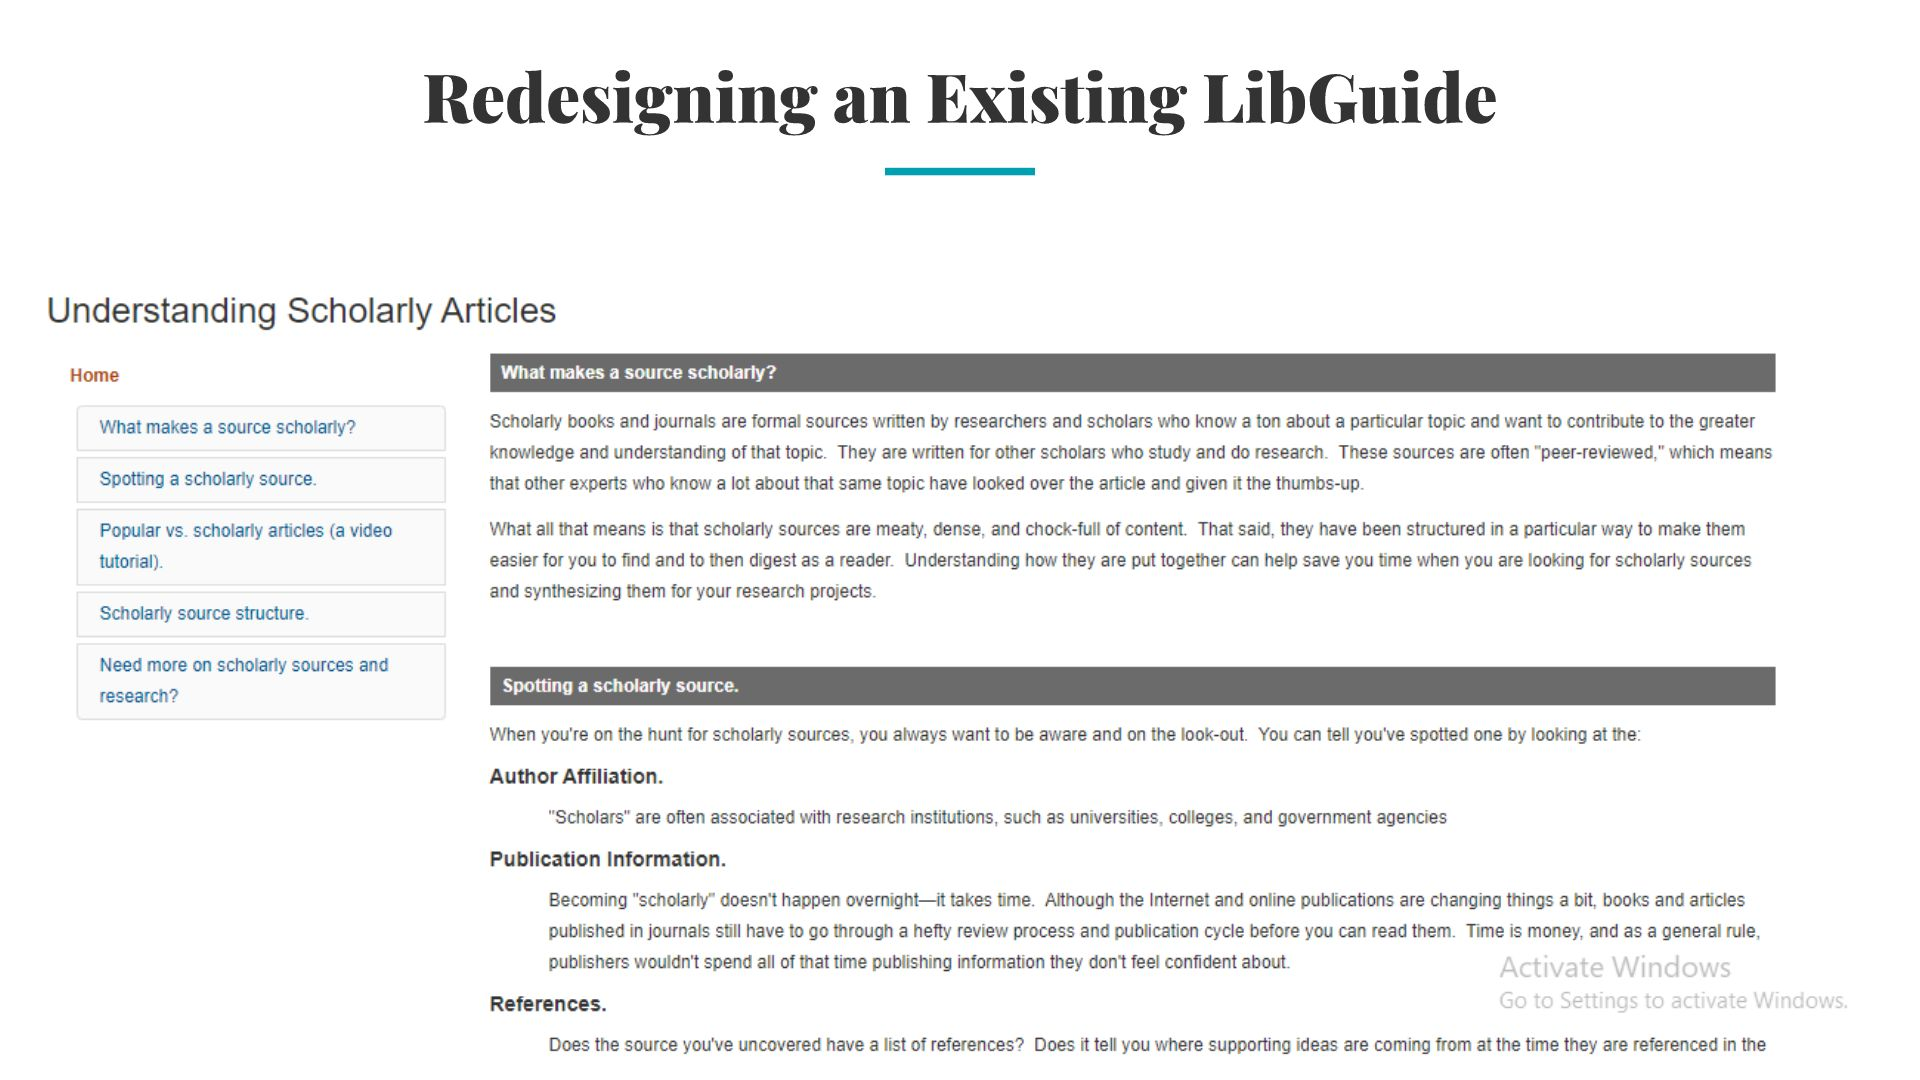 Redesigning an Existing LibGuide
Understanding Scholarly Articles
Home
What makes a source scholarly?
Spotting a scholarly source.
Popular vs. scholarly articles (a video
tutorial).
Scholarly source structure.
Need more on scholarly sources and
research?
What makes a source scholarly?
Scholarly books and journals are formal sources written by researchers and scholars who know a ton about a particular topic and want to contribute to the greater
knowledge and understanding of that topic.  They are written for other scholars who study and do research.  These sources are often "peer-reviewed," which means
that other experts who know a lot about that same topic have looked over the article and given it the thumbs-up.
What all that means is that scholarly sources are meaty, dense, and chock-full of content.  That said, they have been structured in a particular way to make them
easier for you to find and to then digest as a reader.  Understanding how they are put together can help save you time when you are looking for scholarly sources
and synthesizing them for your research projects.
Spotting a scholarly source.
When you're on the hunt for scholarly sources, you always want to be aware and on the look-out.  You can tell you've spotted one by looking at the:
Author Affiliation.
"Scholars" are often associated with research institutions, such as universities, colleges, and government agencies
Publication Information.
Becoming "scholarly" doesn't happen overnight—it takes time.  Although the Internet and online publications are changing things a bit, books and articles
published in journals still have to go through a hefty review process and publication cycle before you can read them.  Time is money, and as a general rule,
publishers wouldn't spend all of that time publishing information they don't feel confident about.
References.
Does the source you've uncovered have a list of references?  Does it tell you where supporting ideas are coming from at the time they are referenced in the
Activate Windows
Go to Settings to activate Windows.